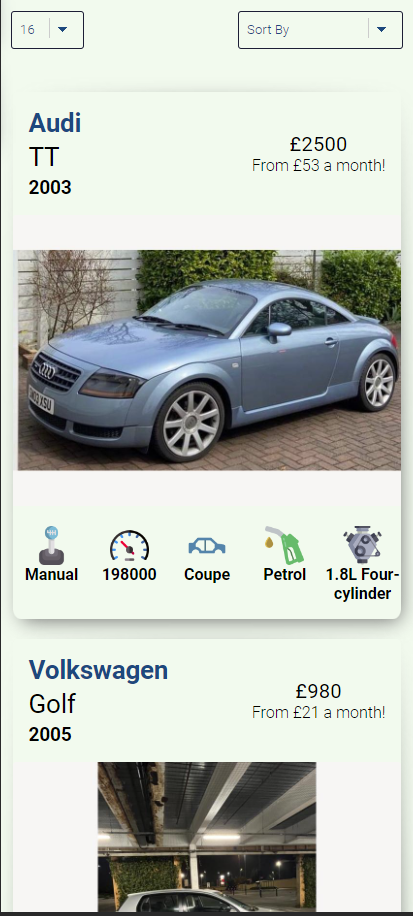 16
Sort By
Audi
TT
2003
£2500
From £53 a month!
Manual
198000
Coupe
Petrol
1.8L Four-
cylinder
Volkswagen
Golf
2005
£980
From £21 a month!